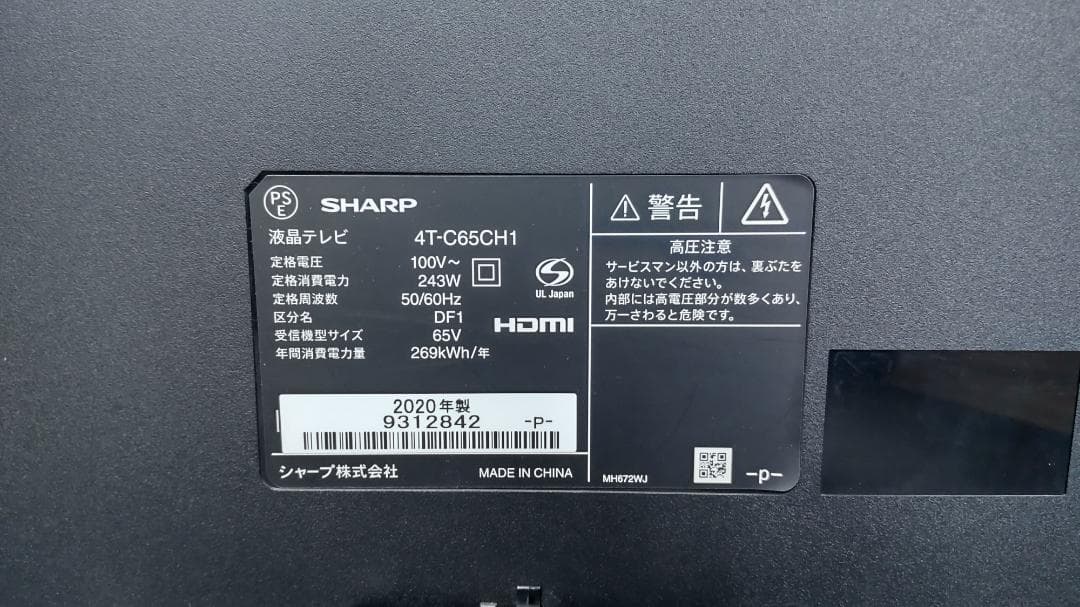 PS
E
SHARP
液晶テレビ 4T-C65CH1
定格電圧 100V～
定格消費電力 243W
定格周波数 50/60Hz
区分名 DF1
受信機型サイズ 65V
年間消費電力量 269kWh/年
UL Japan
HDMI
2020年製
9312842 -P-
シャープ株式会社 MADE IN CHINA
警告
高圧注意
サービスマン以外の方は、裏ぶたを
あけないでください。
内部には高電圧部分が数多くあり、
万一さわると危険です。
MH672WJ -p-